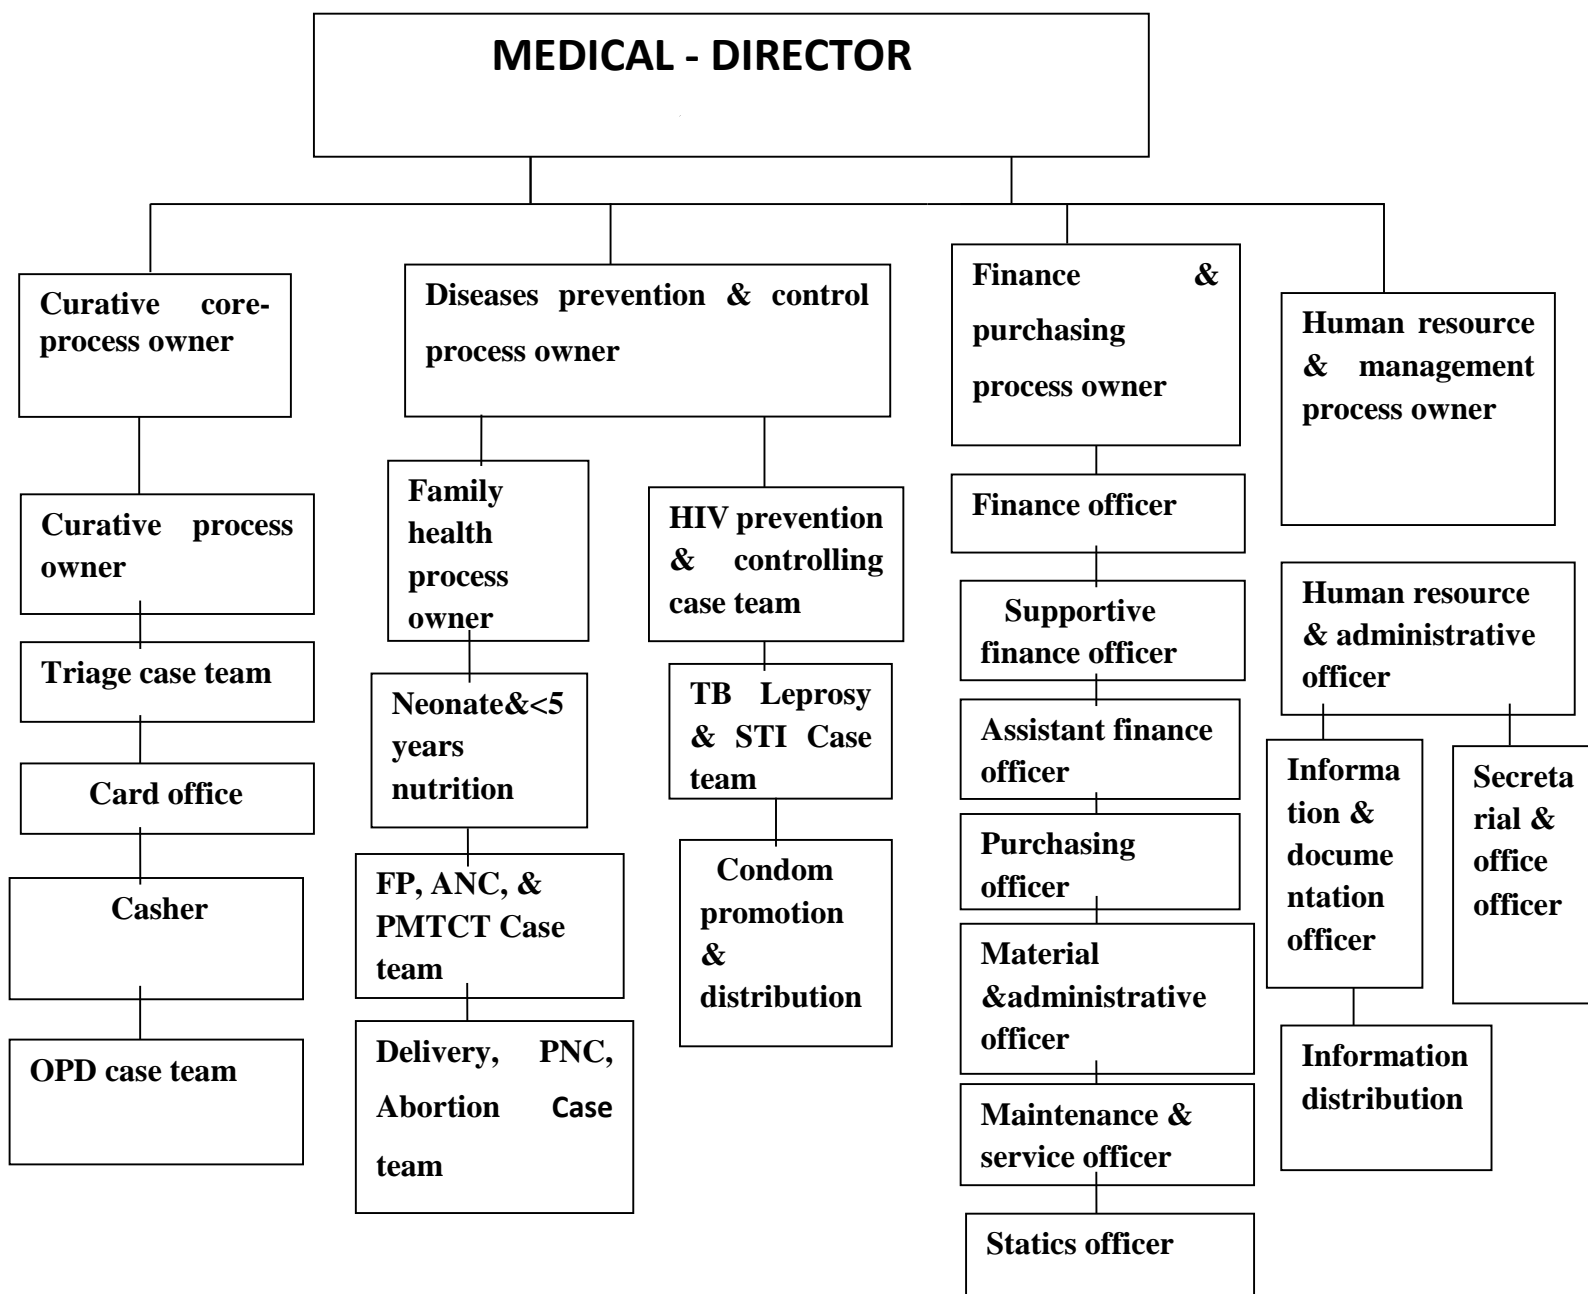 MEDICAL - DIRECTOR
Curative core-
process owner
Diseases prevention & control
process owner
Finance &
purchasing
process owner
Human resource
& management
process owner
Curative process
owner
Triage case team
Card office
Casher
OPD case team
Family
health
process
owner
Neonate&<5
years
nutrition
FP, ANC, &
PMTCT Case
team
Delivery, PNC,
Abortion Case
team
HIV prevention
& controlling
case team
TB Leprosy
& STI Case
team
Condom
promotion
&
distribution
Finance officer
Supportive
finance officer
Assistant finance
officer
Purchasing
officer
Material
&administrative
officer
Maintenance &
service officer
Statics officer
Human resource
& administrative
officer
Informa
tion &
docume
ntation
officer
Information
distribution
Secreta
rial &
office
officer